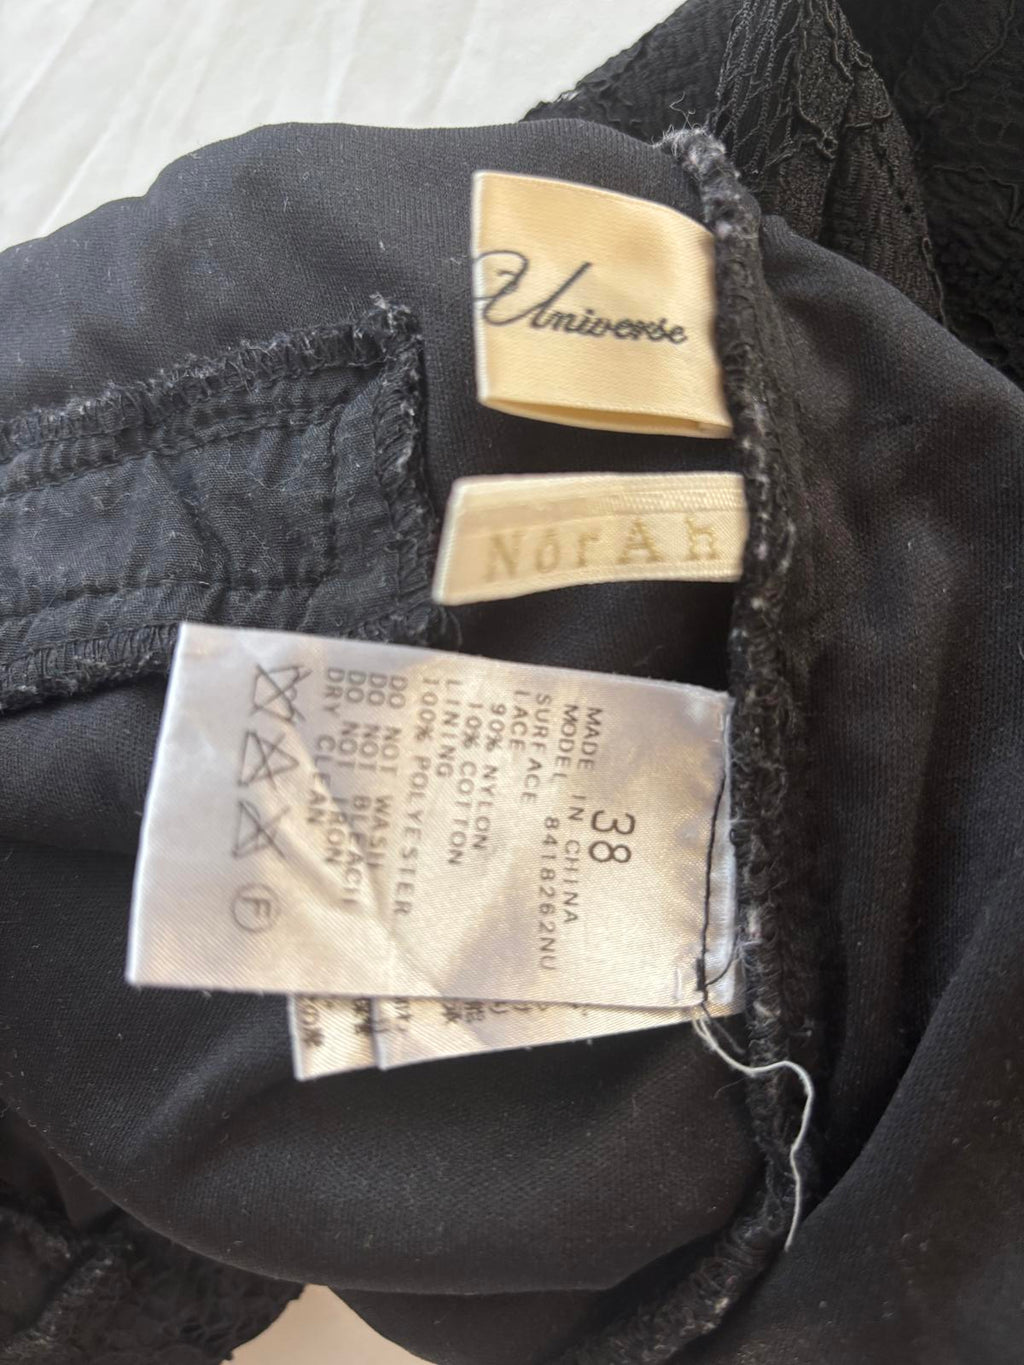 Universe
NorAh
38
MADE IN CHINA
MODEL 8418262NU
SURFACE
LACE
90% NYLON
10% COTTON
LINING
100% POLYESTER
DO NOT WASH
DO NOT BLEACH
DO NOT IRON
DRY CLEAN
F